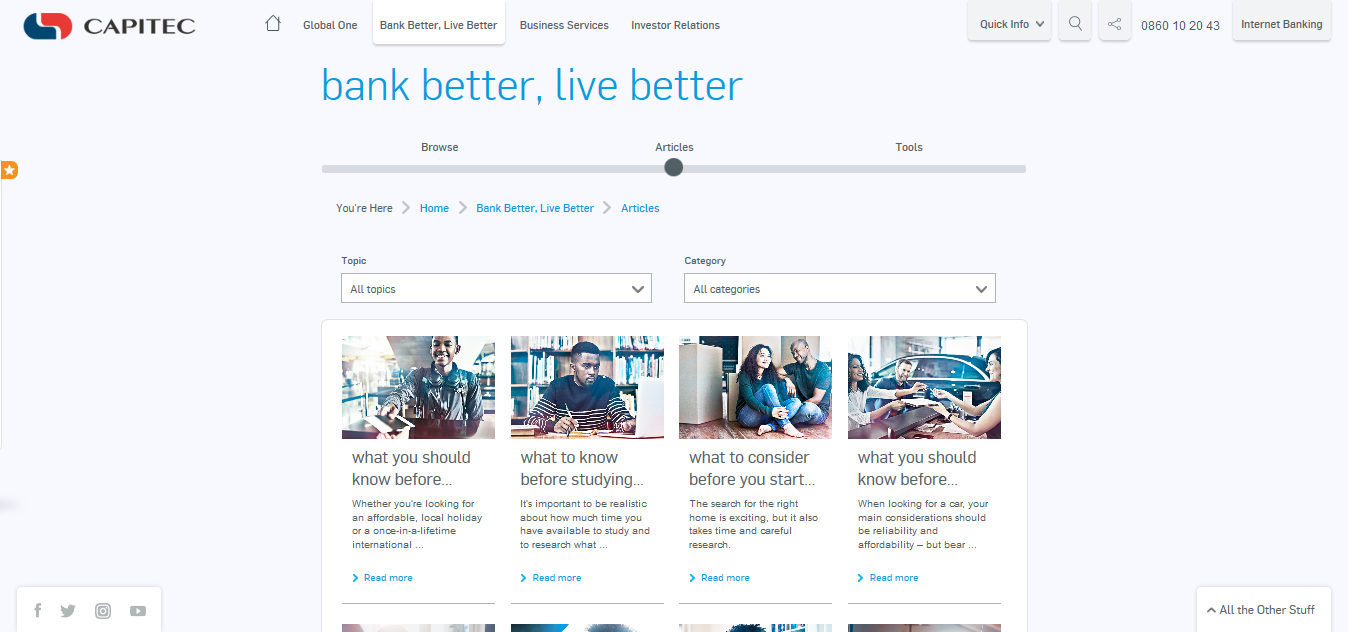 CAPITEC
Global One
Bank Better, Live Better
Business Services
Investor Relations
Quick Info
0860 10 20 43
Internet Banking
bank better, live better
Browse
Articles
Tools
You're Here
Home
Bank Better, Live Better
Articles
Topic
Category
All topics
All categories
what you should
know before...
Whether you're looking for
an affordable, local holiday
or a once-in-a-lifetime
international ...
Read more
what to know
before studying...
It's important to be realistic
about how much time you
have available to study and
to research what ...
Read more
what to consider
before you start...
The search for the right
home is exciting, but it also
takes time and careful
research.
Read more
what you should
know before...
When looking for a car, your
main considerations should
be reliability and
affordability – but bear ...
Read more
All the Other Stuff